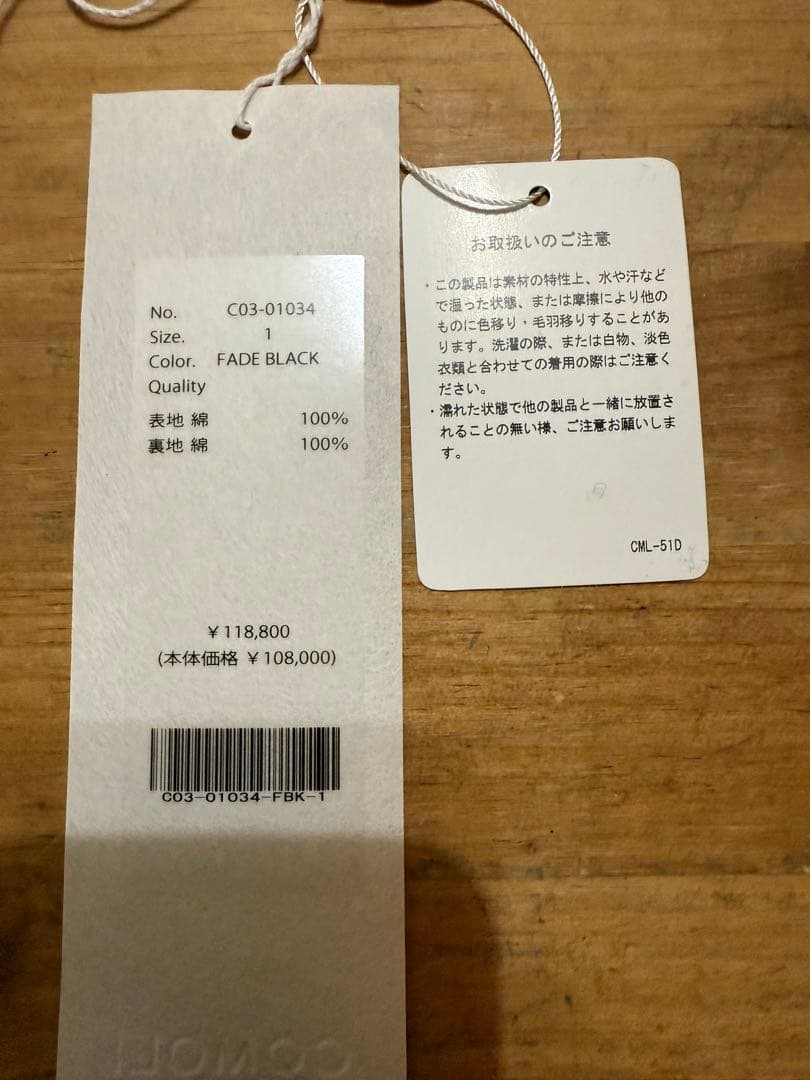 No. C03-01034
Size. 1
Color. FADE BLACK
Quality
表地 綿 100%
裏地 綿 100%
￥118,800
(本体価格 ￥108,000)
C03-01034-FBK-1
COMOLI
お取扱いのご注意
・この製品は素材の特性上、水や汗など
で湿った状態、または摩擦により他の
ものに色移り・毛羽移りすることがあ
ります。洗濯の際、または白物、淡色
衣類と合わせての着用の際はご注意く
ださい。
・濡れた状態で他の製品と一緒に放置さ
れることの無い様、ご注意お願いしま
す。
CML-51D